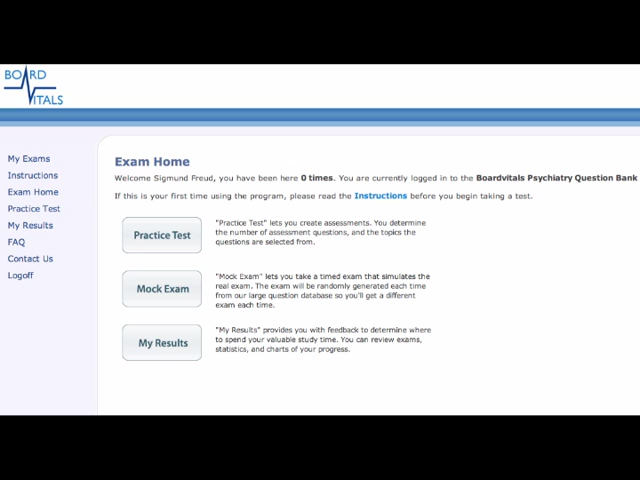 BOARD
VITALS
My Exams
Instructions
Exam Home
Practice Test
My Results
FAQ
Contact Us
Logoff
Exam Home
Welcome Sigmund Freud, you have been here 0 times. You are currently logged in to the Boardvitals Psychiatry Question Bank
If this is your first time using the program, please read the Instructions before you begin taking a test.
Practice Test
"Practice Test" lets you create assessments. You determine
the number of assessment questions, and the topics the
questions are selected from.
Mock Exam
"Mock Exam" lets you take a timed exam that simulates the
real exam. The exam will be randomly generated each time
from our large question database so you'll get a different
exam each time.
My Results
"My Results" provides you with feedback to determine where
to spend your valuable study time. You can review exams,
statistics, and charts of your progress.